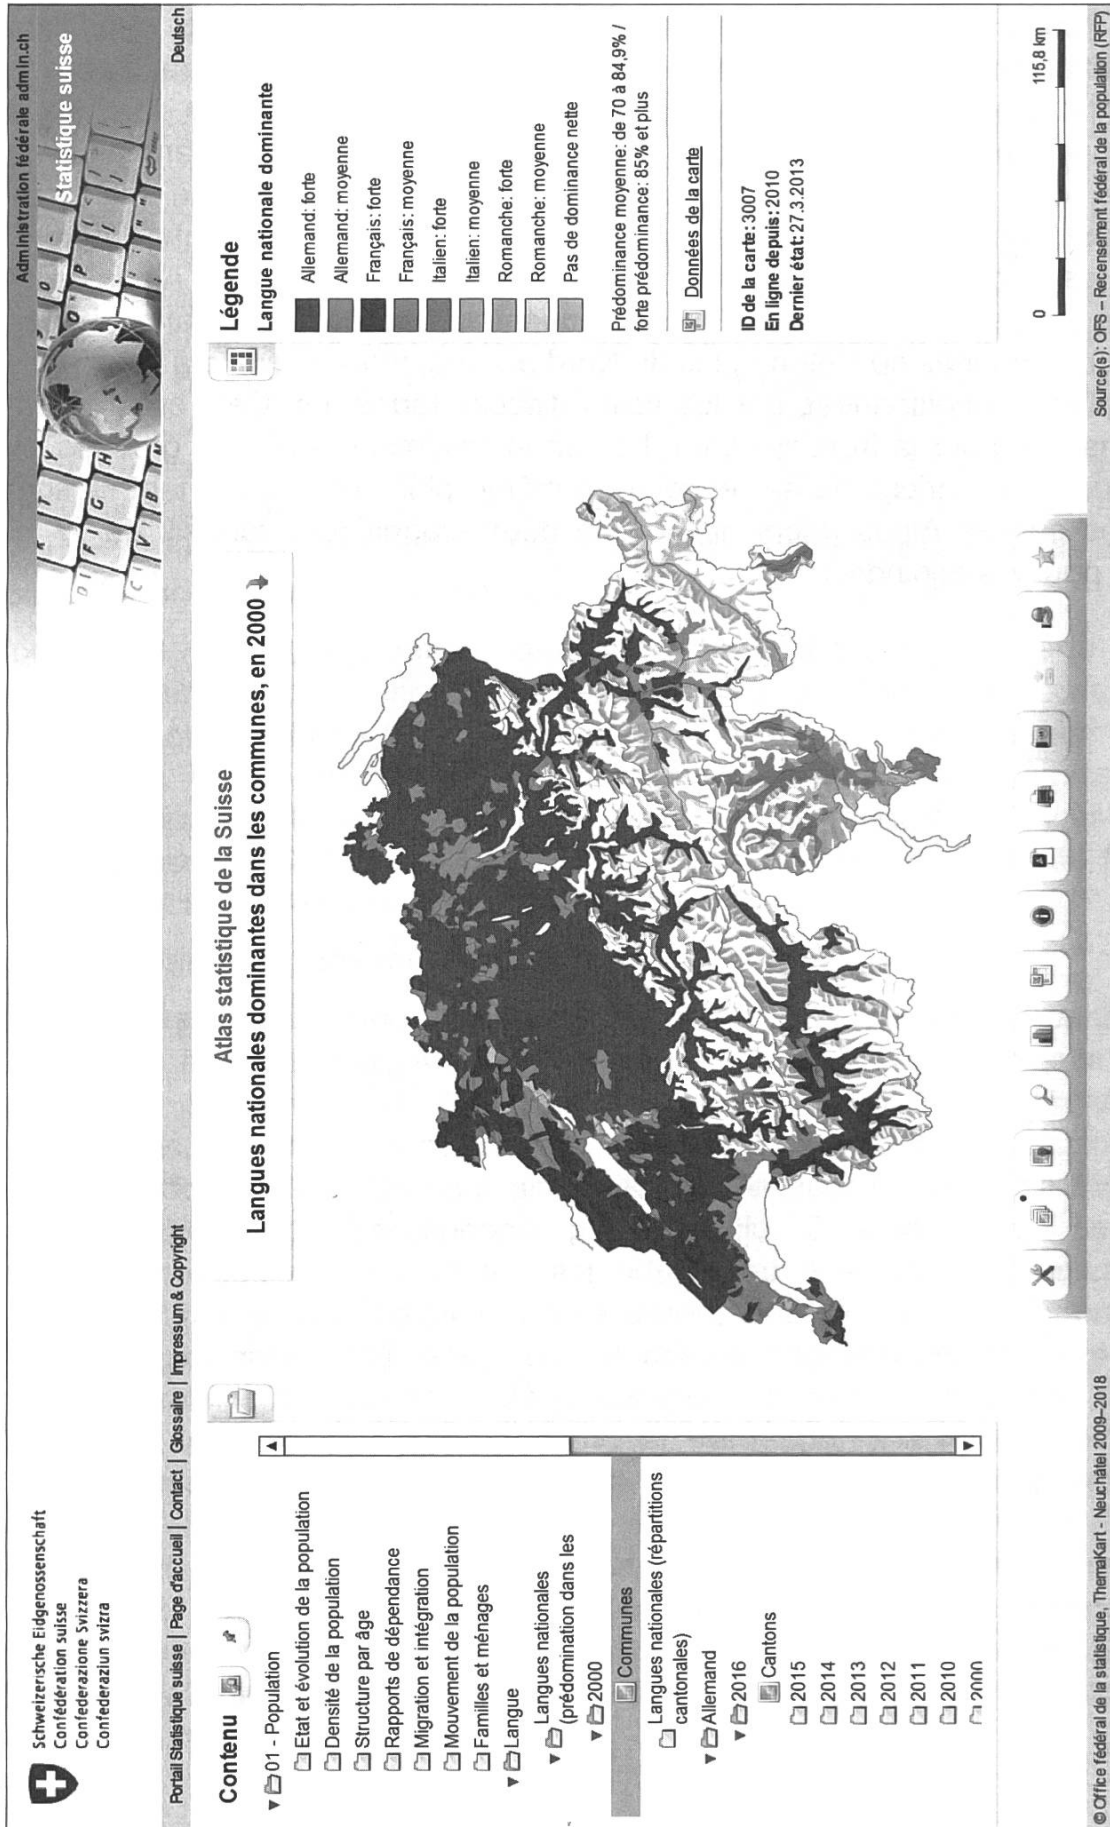 Schweizerische Eidgenossenschaft
Confédération suisse
Confederazione Svizzera
Confederaziun svizra
Administration fédérale admin.ch
Statistique suisse
Portail Statistique suisse | Page d'accueil | Contact | Glossaire | Impressum & Copyright
Deutsch
Contenu
01 - Population
Etat et évolution de la population
Densité de la population
Structure par âge
Rapports de dépendance
Migration et intégration
Mouvement de la population
Familles et ménages
Langue
Langues nationales
(prédomination dans les
2000
Communes
Langues nationales (répartitions
cantonales)
Allemand
2016
Cantons
2015
2014
2013
2012
2011
2010
2000
Atlas statistique de la Suisse
Langues nationales dominantes dans les communes, en 2000
Légende
Langue nationale dominante
Allemand: forte
Allemand: moyenne
Français: forte
Français: moyenne
Italien: forte
Italien: moyenne
Romanche: forte
Romanche: moyenne
Pas de dominance nette
Prédominance moyenne: de 70 à 84,9% /
forte prédominance: 85% et plus
Données de la carte
ID de la carte: 3007
En ligne depuis: 2010
Dernier état: 27.3.2013
0 115,8 km
© Office fédéral de la statistique, ThemaKart - Neuchâtel 2009–2018
Source(s): OFS – Recensement fédéral de la population (RFP)